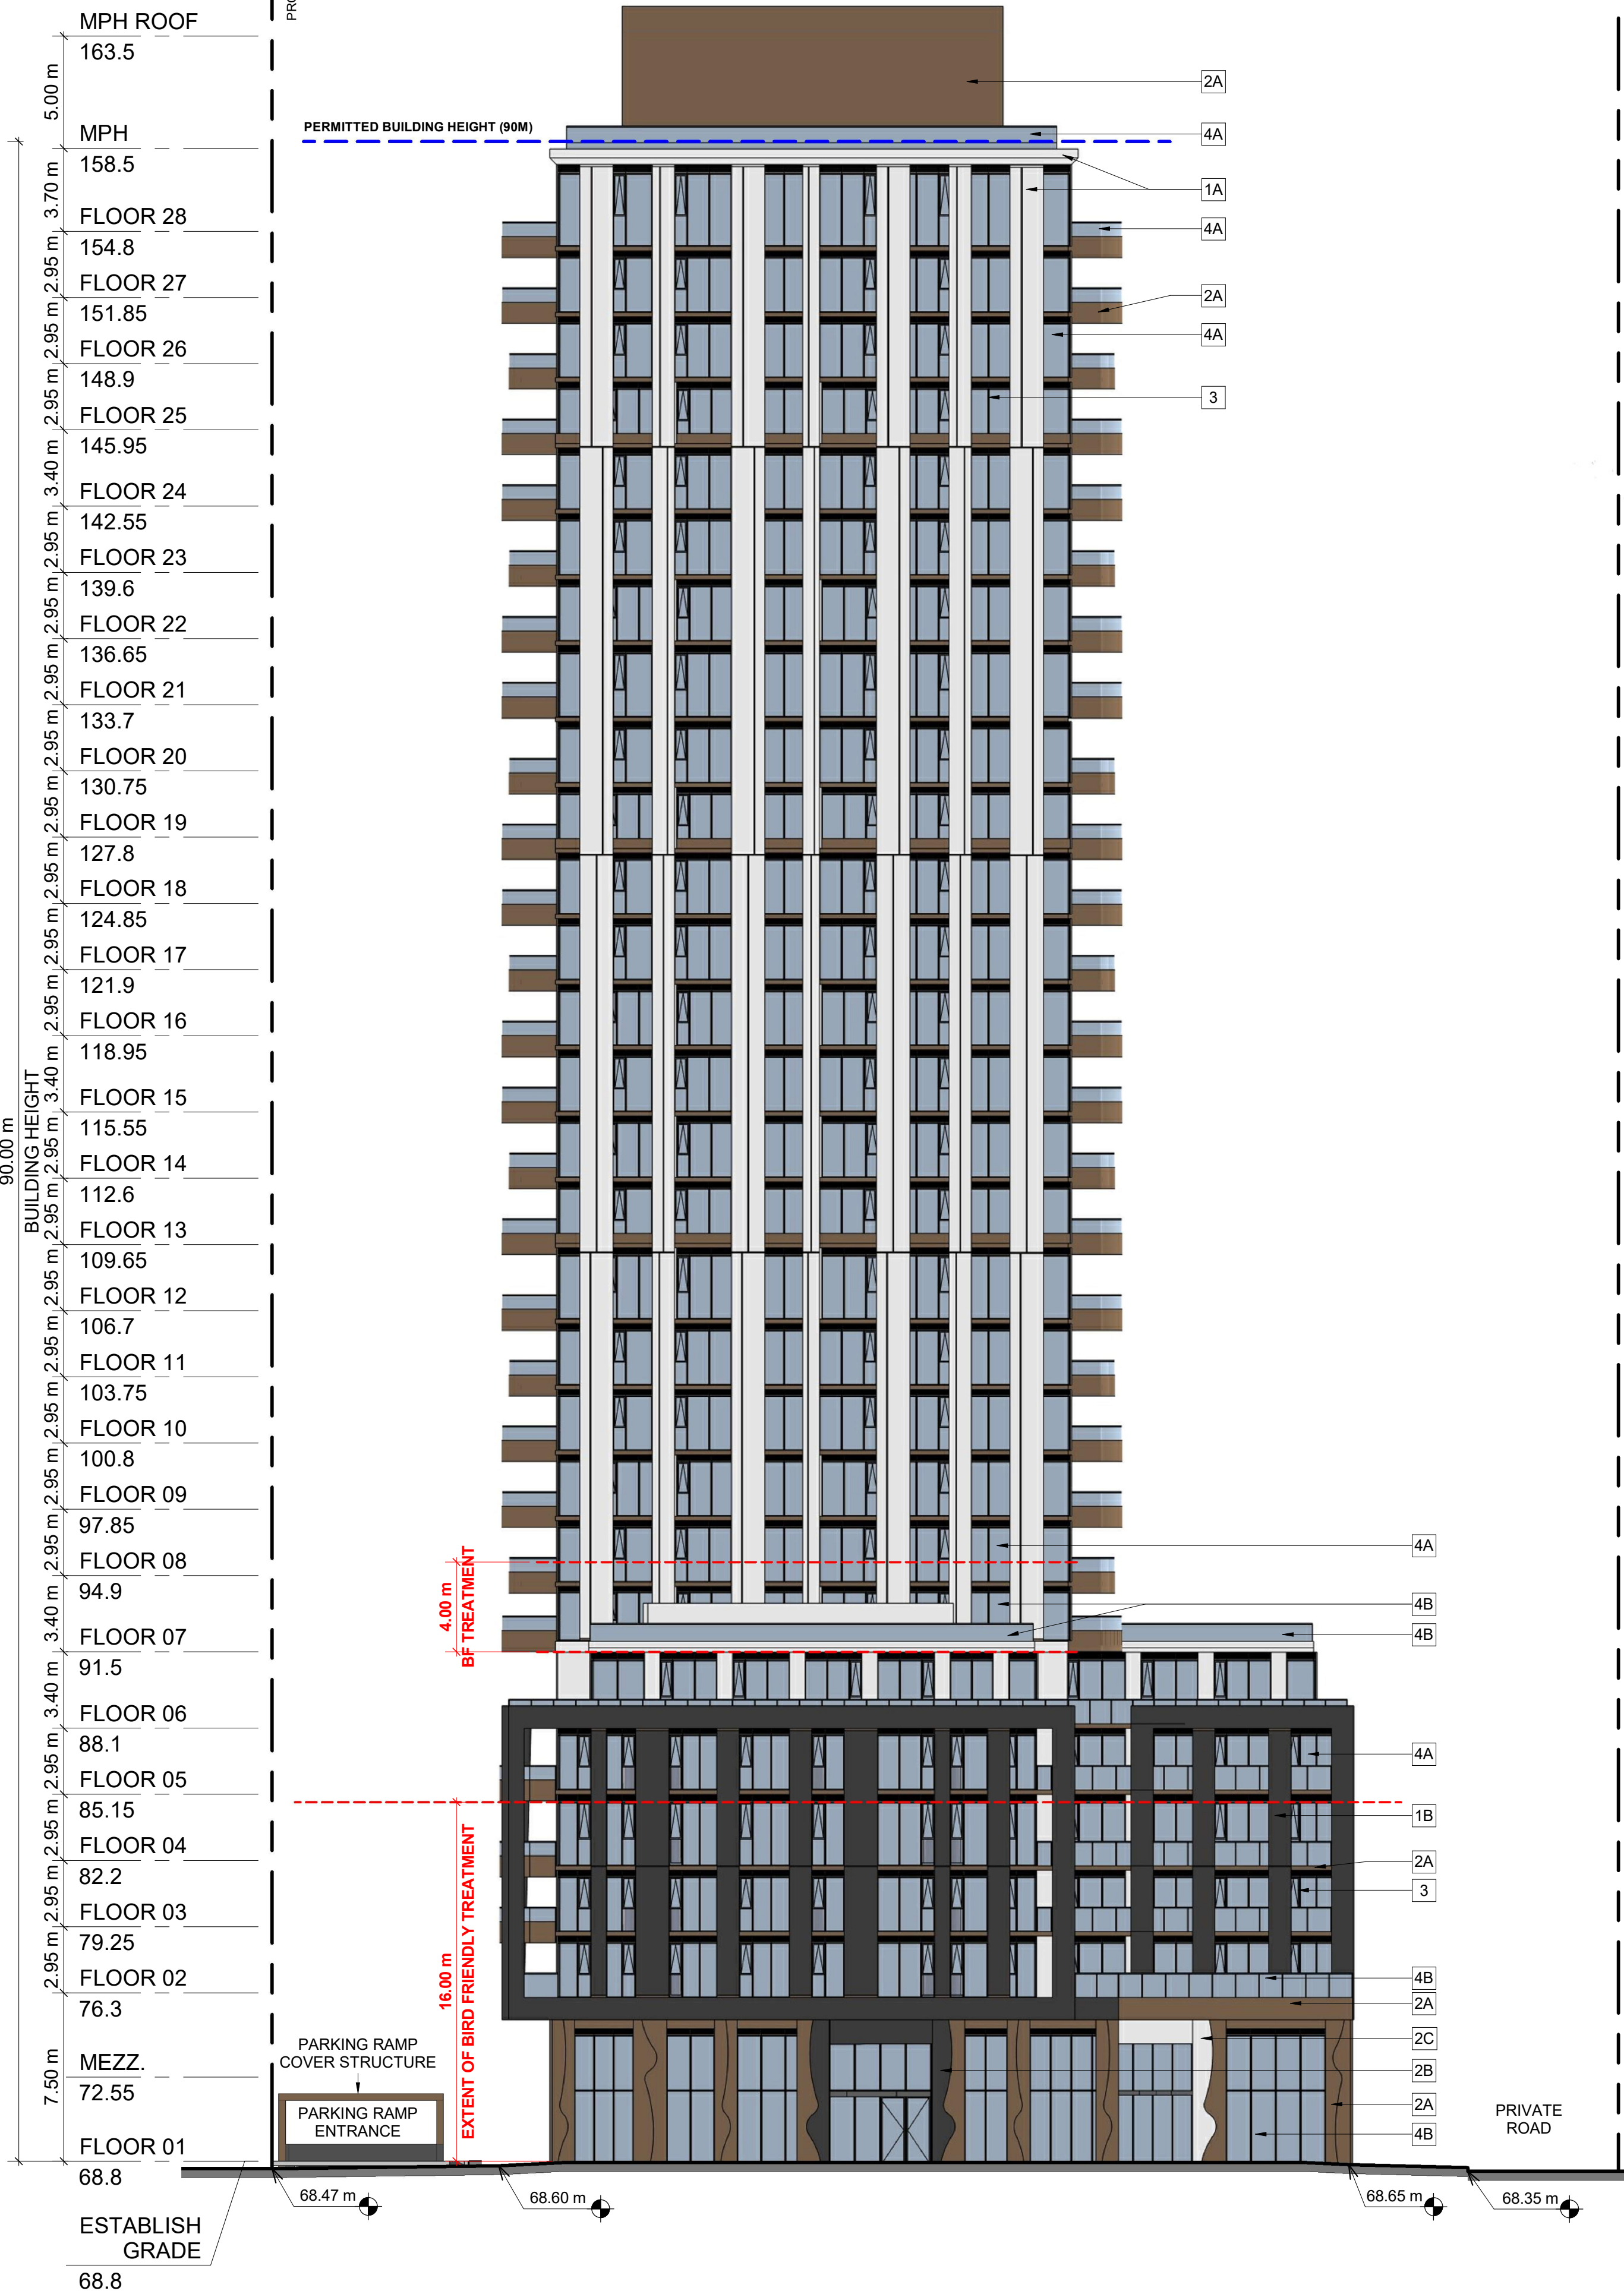 MPH ROOF
163.5
5.00 m
MPH
158.5
3.70 m
FLOOR 28
154.8
2.95 m
FLOOR 27
151.85
2.95 m
FLOOR 26
148.9
2.95 m
FLOOR 25
145.95
3.40 m
FLOOR 24
142.55
2.95 m
FLOOR 23
139.6
2.95 m
FLOOR 22
136.65
2.95 m
FLOOR 21
133.7
2.95 m
FLOOR 20
130.75
2.95 m
FLOOR 19
127.8
2.95 m
FLOOR 18
124.85
2.95 m
FLOOR 17
121.9
2.95 m
FLOOR 16
118.95
3.40 m
FLOOR 15
115.55
2.95 m
FLOOR 14
112.6
2.95 m
FLOOR 13
109.65
2.95 m
FLOOR 12
106.7
2.95 m
FLOOR 11
103.75
2.95 m
FLOOR 10
100.8
2.95 m
FLOOR 09
97.85
2.95 m
FLOOR 08
94.9
3.40 m
FLOOR 07
91.5
3.40 m
FLOOR 06
88.1
2.95 m
FLOOR 05
85.15
2.95 m
FLOOR 04
82.2
2.95 m
FLOOR 03
79.25
2.95 m
FLOOR 02
76.3
7.50 m
MEZZ.
72.55
FLOOR 01
68.8
ESTABLISH
GRADE
68.8
90.00 m
BUILDING HEIGHT
PERMITTED BUILDING HEIGHT (90M)
2A
4A
1A
4A
2A
4A
3
4A
4B
4B
4.00 m
BF TREATMENT
4A
1B
2A
3
4B
2A
2C
2B
2A
4B
16.00 m
EXTENT OF BIRD FRIENDLY TREATMENT
PARKING RAMP
COVER STRUCTURE
PARKING RAMP
ENTRANCE
PRIVATE
ROAD
68.47 m
68.60 m
68.65 m
68.35 m